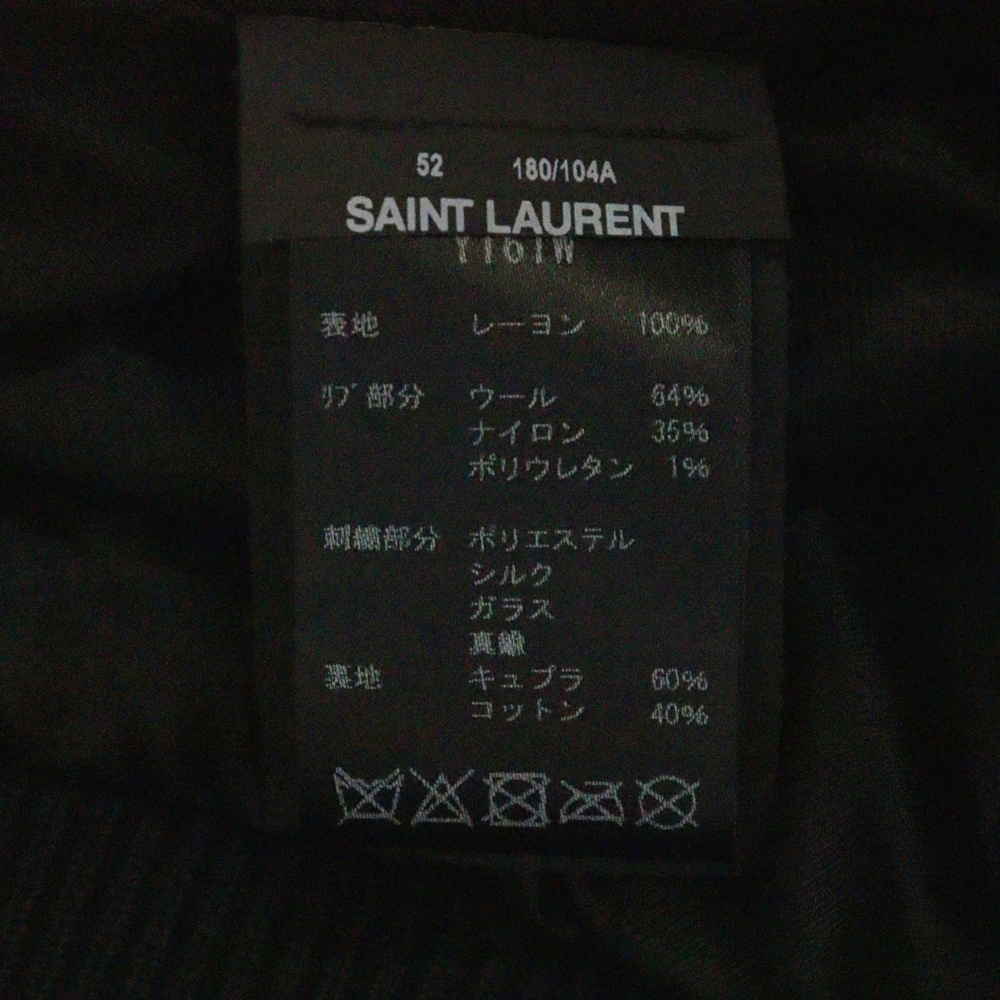 52 180/104A
SAINT LAURENT
Y161W
表地 レーヨン 100%
リブ部分 ウール 64%
ナイロン 35%
ポリウレタン 1%
刺繍部分 ポリエステル
シルク
ガラス
真鍮
裏地 キュプラ 60%
コットン 40%